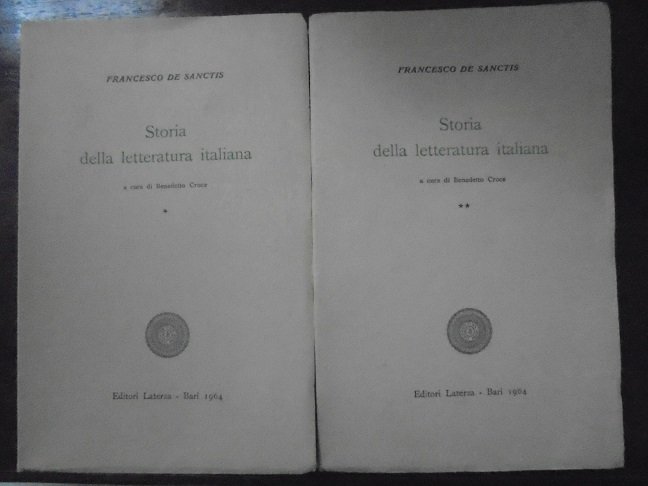 FRANCESCO DE SANCTIS
Storia
della letteratura italiana
a cura di Benedetto Croce
*
Editori Laterza - Bari 1964
FRANCESCO DE SANCTIS
Storia
della letteratura italiana
a cura di Benedetto Croce
**
Editori Laterza - Bari 1964